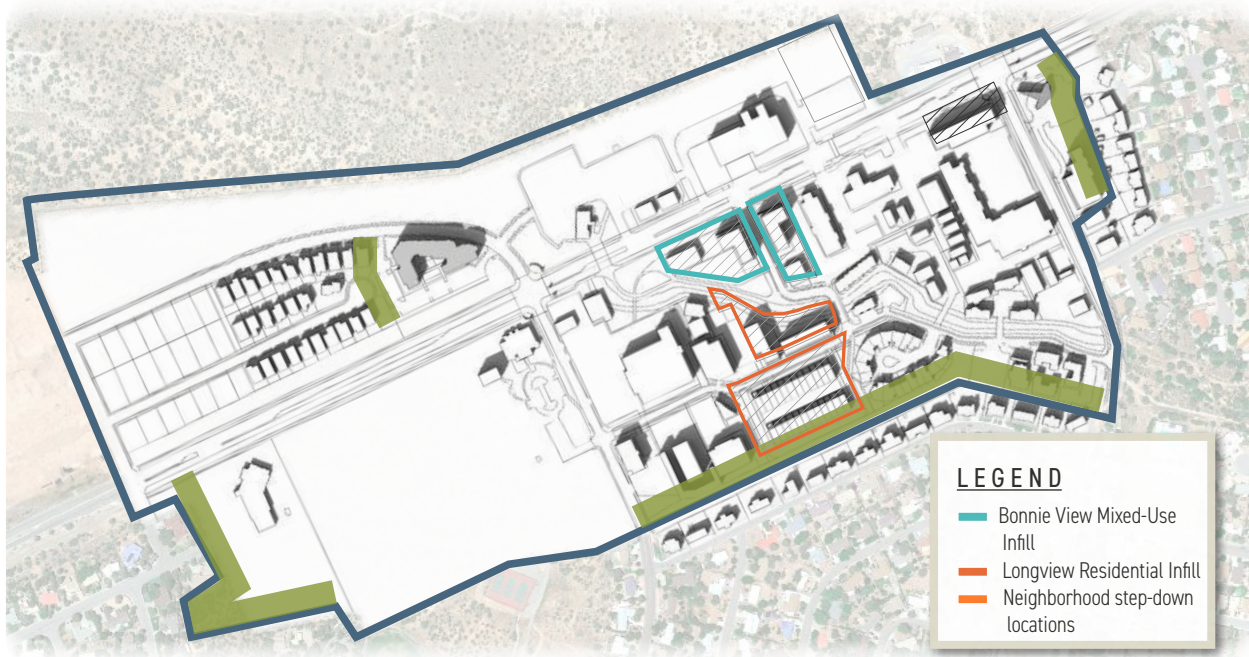 LEGEND
Bonnie View Mixed-Use
Infill
Longview Residential Infill
Neighborhood step-down
locations